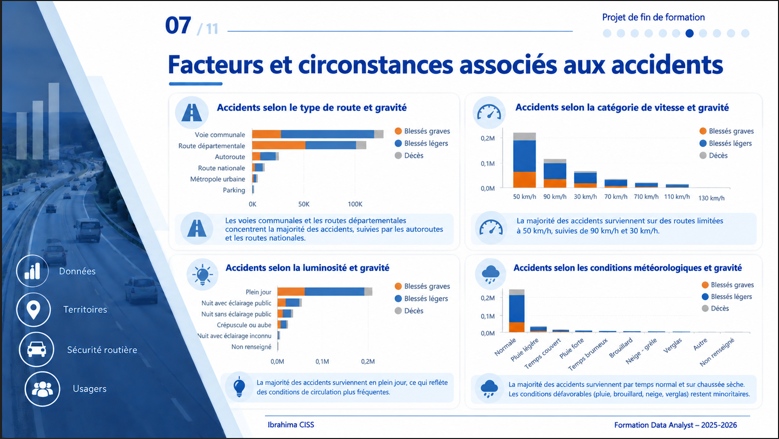 07 / 11
Projet de fin de formation
Facteurs et circonstances associés aux accidents
Données
Territoires
Sécurité routière
Usagers
Accidents selon le type de route et gravité
Blessés graves
Blessés légers
Décès
Voie communale
Route départementale
Autoroute
Route nationale
Métropole urbaine
Parking
0K 50K 100K
Les voies communales et les routes départementales
concentrent la majorité des accidents, suivies par les autoroutes
et les routes nationales.
Accidents selon la catégorie de vitesse et gravité
Blessés graves
Blessés légers
Décès
0,2M
0,1M
0,0M
50 km/h 90 km/h 30 km/h 70 km/h 7l0 km/h 110 km/h 130 km/h
La majorité des accidents surviennent sur des routes limitées
à 50 km/h, suivies de 90 km/h et 30 km/h.
Accidents selon la luminosité et gravité
Blessés graves
Blessés légers
Décès
Plein jour
Nuit avec éclairage public
Nuit sans éclairage public
Crépuscule ou aube
Nuit avec éclairage inconnu
Non renseigné
0,0M 0,1M 0,2M
La majorité des accidents surviennent en plein jour, ce qui reflète
des conditions de circulation plus fréquentes.
Accidents selon les conditions météorologiques et gravité
Blessés graves
Blessés légers
Décès
0,2M
0,1M
0,0M
Normale
Pluie légère
Temps couvert
Pluie forte
Temps brumeux
Brouillard
Neige - grêle
Verglas
Autre
Non renseigné
La majorité des accidents surviennent par temps normal et sur chaussée sèche.
Les conditions défavorables (pluie, brouillard, neige, verglas) restent minoritaires.
Ibrahima CISS
Formation Data Analyst – 2025-2026